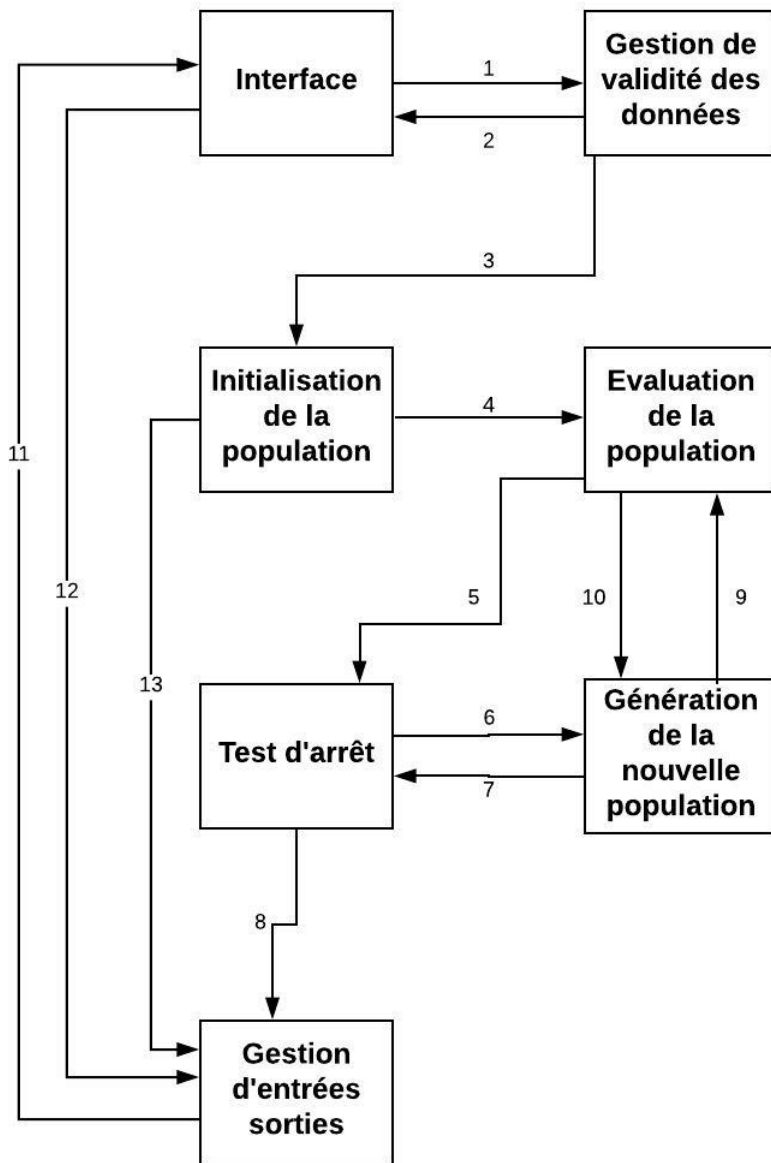 Interface
1
2
Gestion de
validité des
données
3
Initialisation
de la
population
4
Evaluation
de la
population
11
12
13
5
10
9
Test d'arrêt
6
7
Génération
de la
nouvelle
population
8
Gestion
d'entrées
sorties